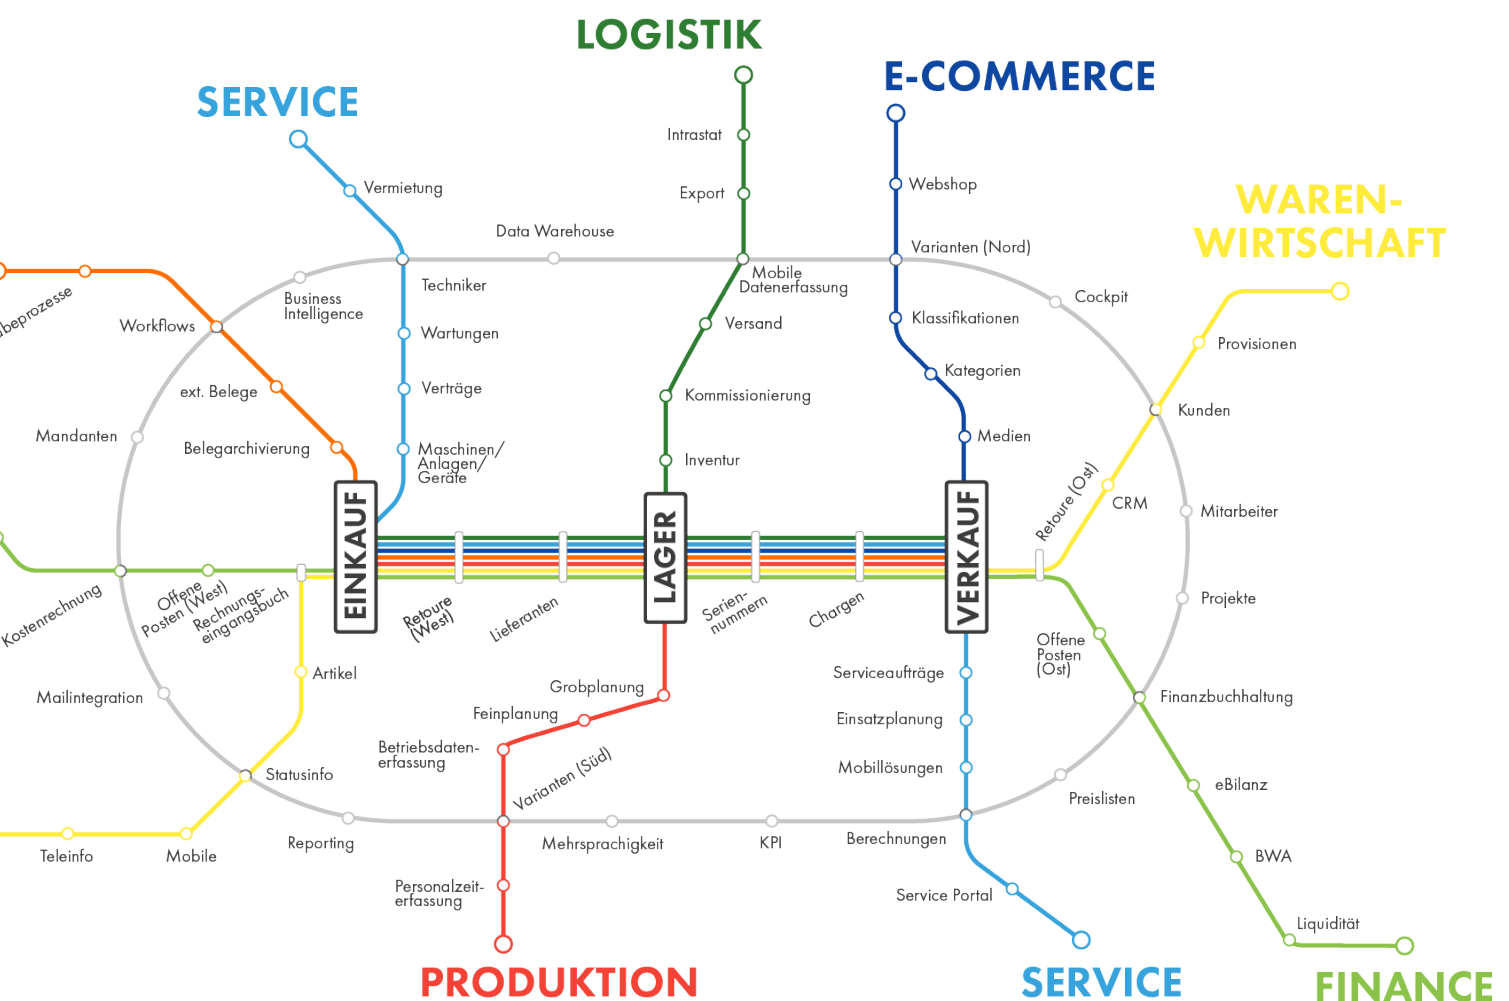 LOGISTIK
E-COMMERCE
SERVICE
Intrastat
Vermietung
Webshop
Export
WAREN-
WIRTSCHAFT
Data Warehouse
Varianten (Nord)
Mobile
Datenerfassung
Techniker
Business
Intelligence
Cockpit
Workflows
Klassifikationen
Versand
Wartungen
Provisionen
Kategorien
ext. Belege
Verträge
Kommissionierung
Kunden
Mandanten
Medien
Belegarchivierung
Maschinen/
Anlagen/
Geräte
Inventur
Retoure (Ost)
CRM
Mitarbeiter
EINKAUF
LAGER
VERKAUF
Kostenrechnung
Offene
Posten (West)
Rechnungs-
eingangsbuch
Retoure
(West)
Lieferanten
Serien-
nummern
Chargen
Projekte
Offene
Posten
(Ost)
Artikel
Serviceaufträge
Grobplanung
Mailintegration
Finanzbuchhaltung
Feinplanung
Einsatzplanung
Betriebsdaten-
erfassung
Varianten (Süd)
Mobillösungen
Statusinfo
eBilanz
Preislisten
Reporting
Mehrsprachigkeit
KPI
Berechnungen
Teleinfo
Mobile
BWA
Personalzeit-
erfassung
Service Portal
Liquidität
PRODUKTION
SERVICE
FINANCE